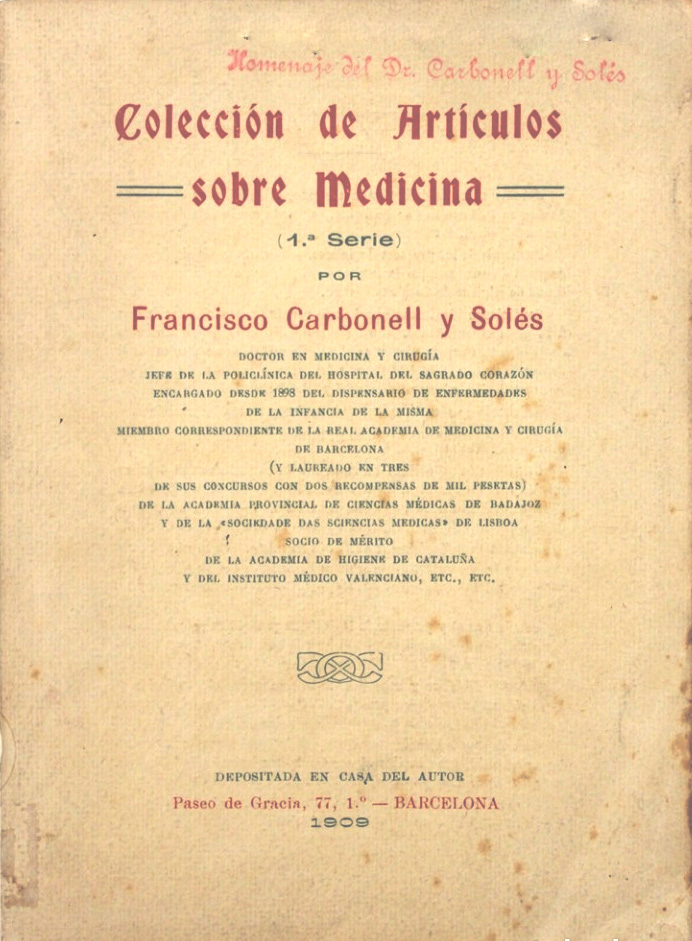 Homenaje del Dr. Carbonell y Solés
Colección de Artículos
sobre Medicina
(1.ª Serie)
POR
Francisco Carbonell y Solés
DOCTOR EN MEDICINA Y CIRUGÍA
JEFE DE LA POLICLÍNICA DEL HOSPITAL DEL SAGRADO CORAZÓN
ENCARGADO DESDE 1898 DEL DISPENSARIO DE ENFERMEDADES
DE LA INFANCIA DE LA MISMA
MIEMBRO CORRESPONDIENTE DE LA REAL ACADEMIA DE MEDICINA Y CIRUGÍA
DE BARCELONA
(Y LAUREADO EN TRES
DE SUS CONCURSOS CON DOS RECOMPENSAS DE MIL PESETAS)
DE LA ACADEMIA PROVINCIAL DE CIENCIAS MÉDICAS DE BADAJOZ
Y DE LA «SOCIEDADE DAS SCIENCIAS MEDICAS» DE LISBOA
SOCIO DE MÉRITO
DE LA ACADEMIA DE HIGIENE DE CATALUÑA
Y DEL INSTITUTO MÉDICO VALENCIANO, ETC., ETC.
DEPOSITADA EN CASA DEL AUTOR
Paseo de Gracia, 77, 1.º — BARCELONA
1909